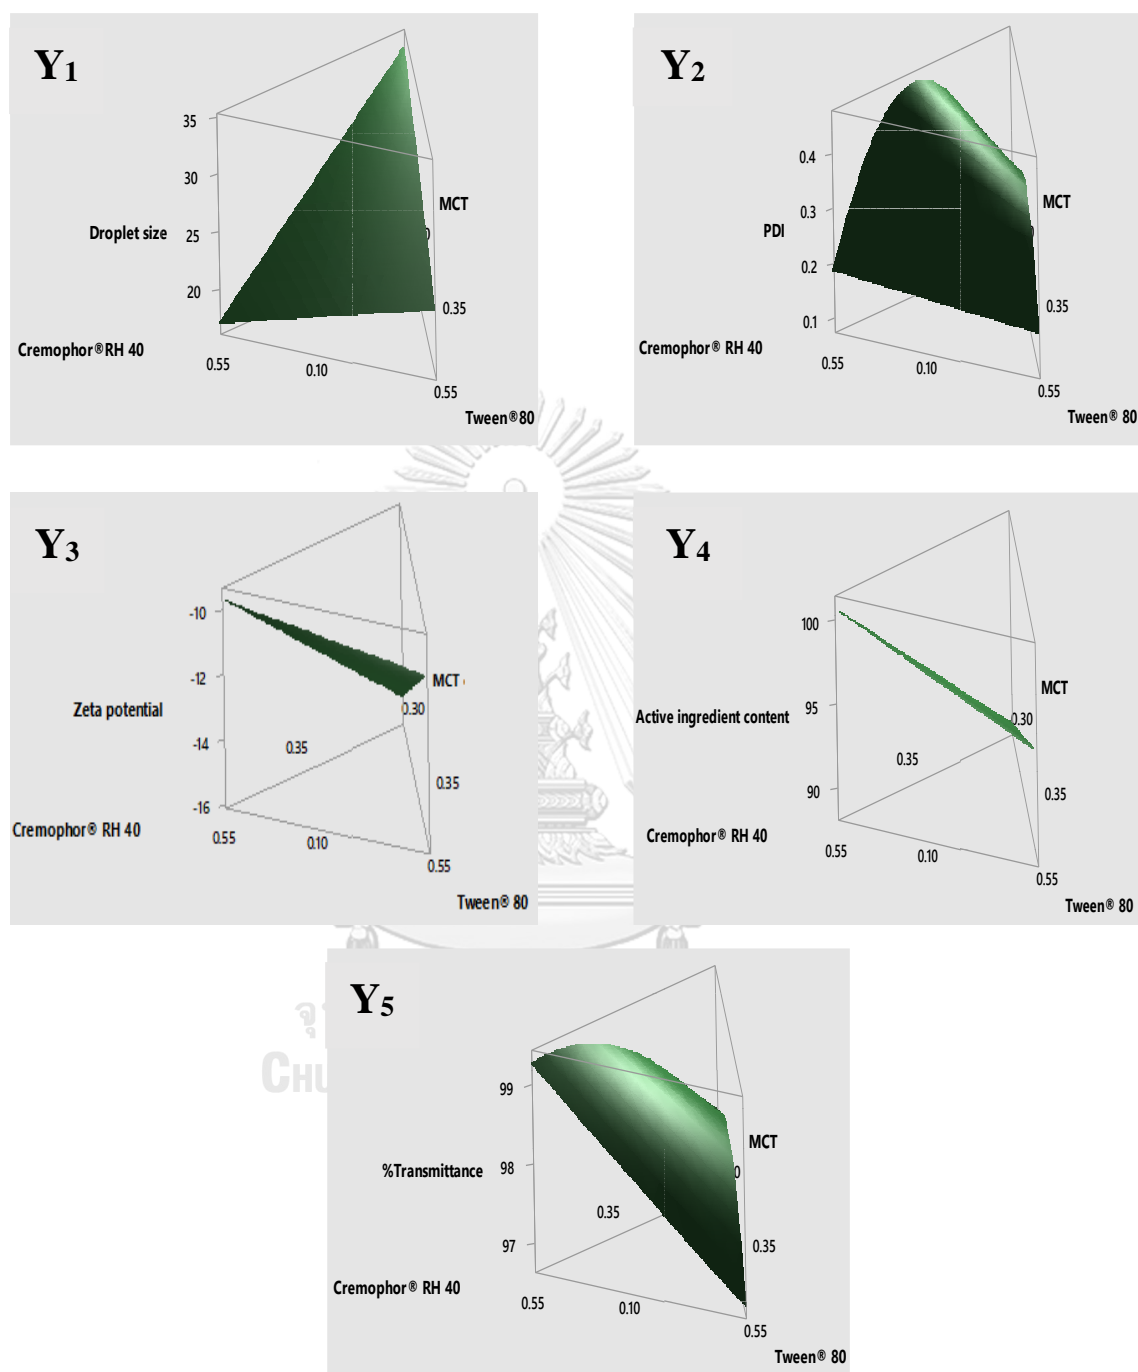 Y1
35
30
MCT
Droplet size 25
20
0.35
Cremophor®RH 40
0.55
0.10
0.55
Tween®80
Y2
0.4
0.3
MCT
PDI
0.2
0.35
0.1
Cremophor® RH 40
0.55
0.10
0.55
Tween® 80
Y3
-10
-12
MCT
0.30
Zeta potential
-14
0.35
0.35
-16
Cremophor® RH 40
0.55
0.10
0.55
Tween® 80
Y4
100
MCT
95
0.30
Active ingredient content
0.35
90
0.35
Cremophor® RH 40
0.55
0.10
0.55
Tween® 80
Y5
99
MCT
%Transmittance 98
0
0.35
97
0.35
Cremophor® RH 40
0.55
0.10
0.55
Tween® 80
จุ
CHU